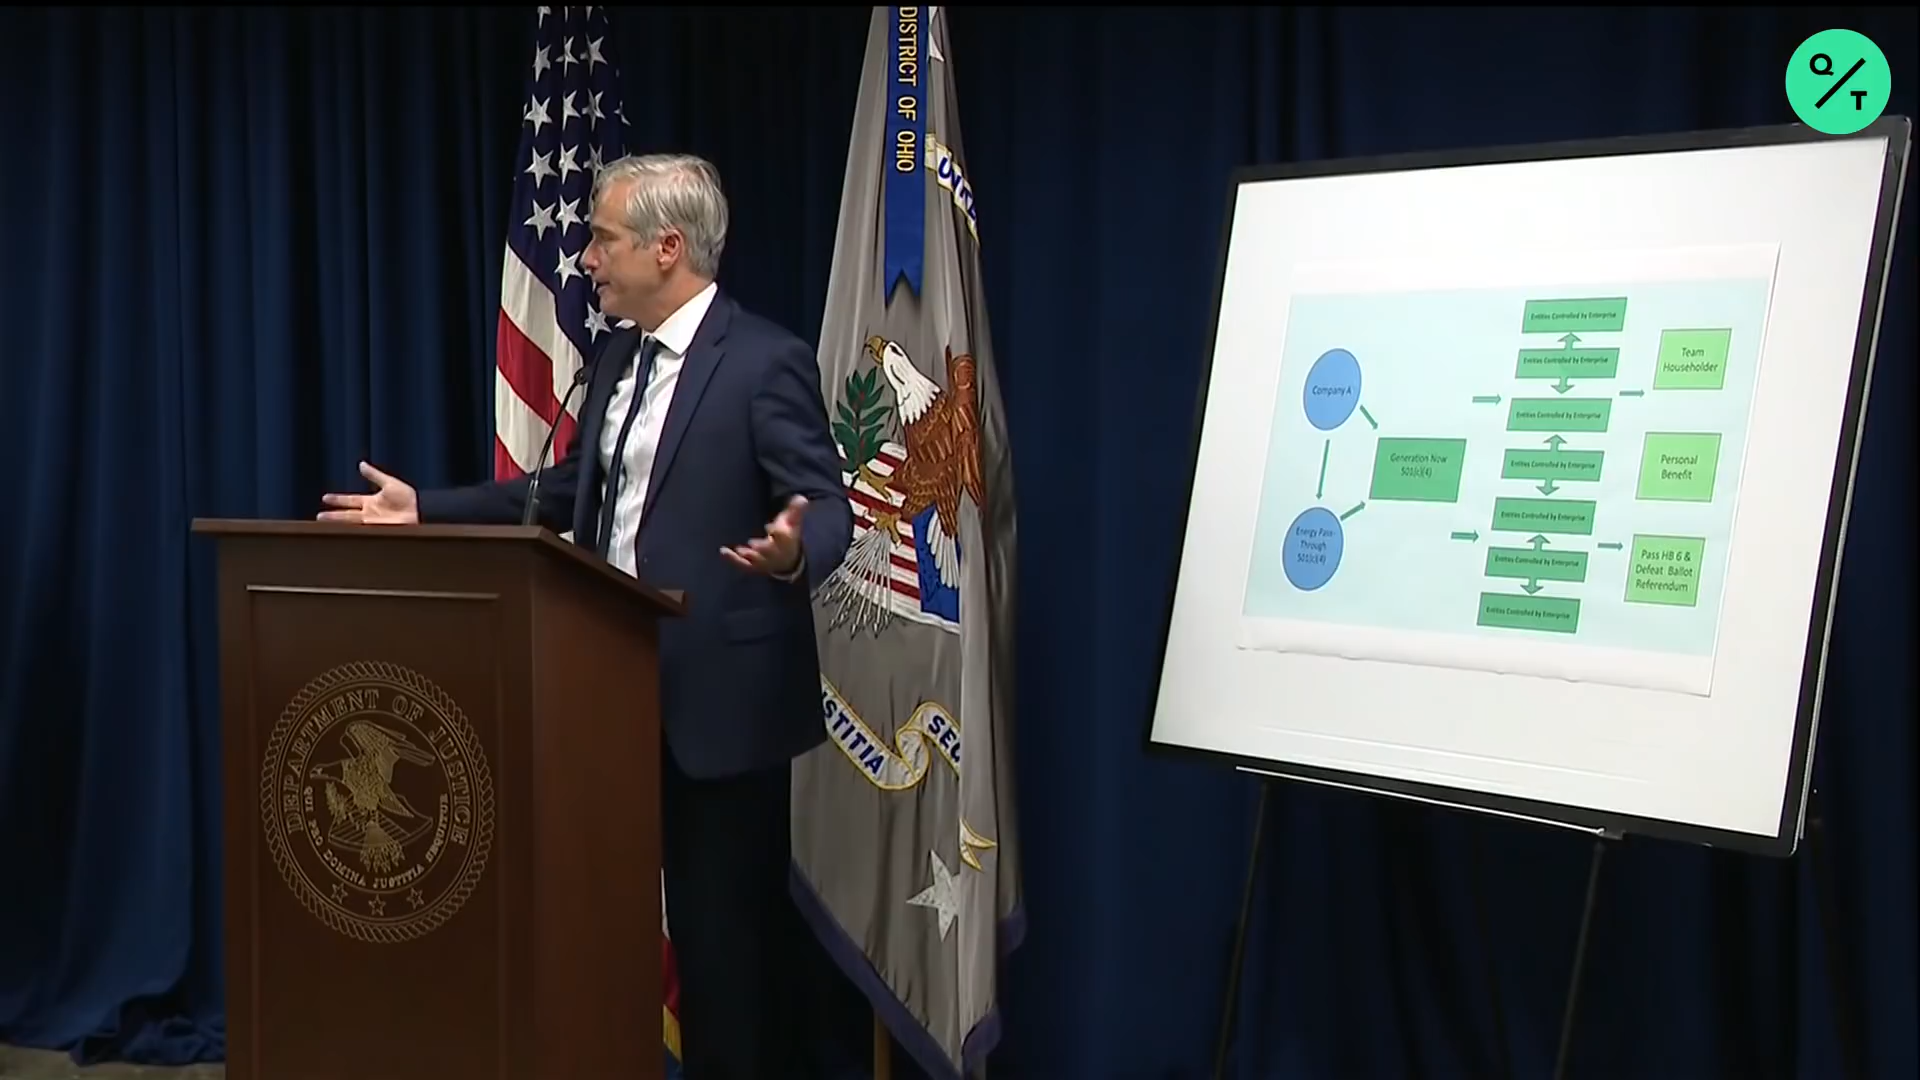 Q/T
DISTRICT OF OHIO
STITIA
SEQ
DEPARTMENT OF JUSTICE
QUI PRO DOMINA JUSTITIA SEQUITUR
Company A
Energy Pass-
Through
501(c)(4)
Generation Now
501(c)(4)
Entities Controlled by Enterprise
Entities Controlled by Enterprise
Entities Controlled by Enterprise
Entities Controlled by Enterprise
Entities Controlled by Enterprise
Entities Controlled by Enterprise
Entities Controlled by Enterprise
Team
Householder
Personal
Benefit
Pass HB 6 &
Defeat Ballot
Referendum